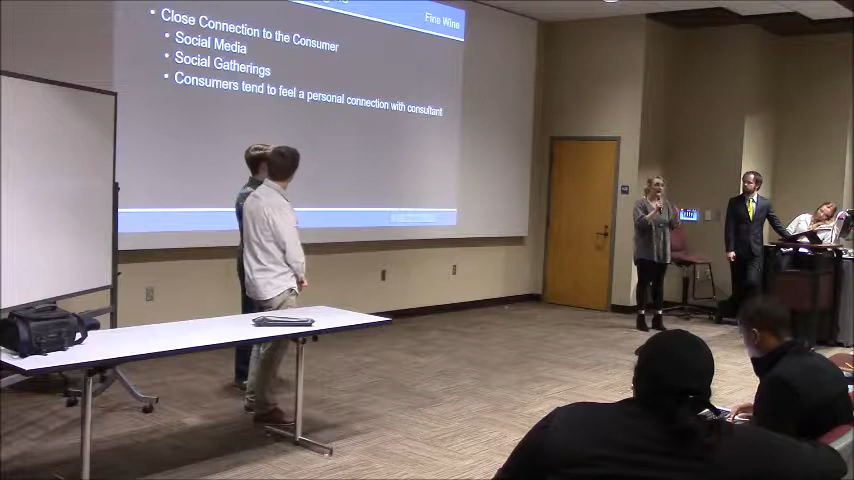 Fine Wine
• Close Connection to the Consumer
• Social Media
• Social Gatherings
• Consumers tend to feel a personal connection with consultant